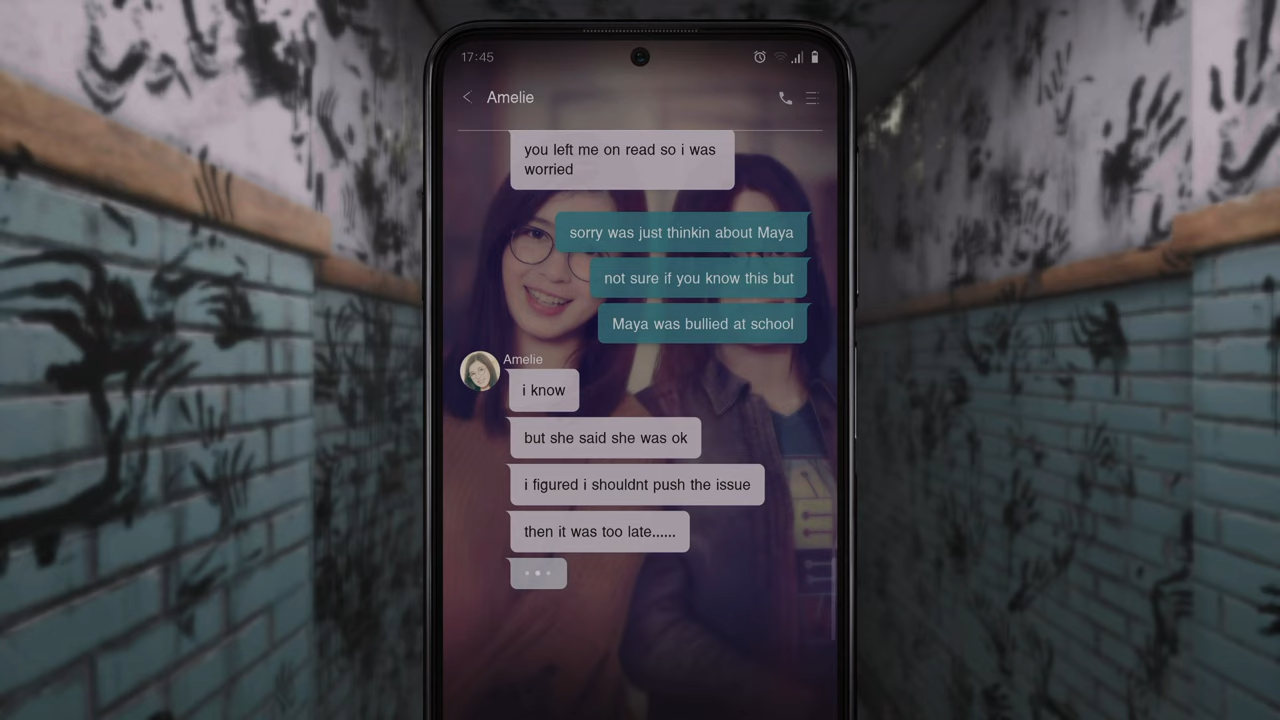 17:45
Amelie
you left me on read so i was
worried
sorry was just thinkin about Maya
not sure if you know this but
Maya was bullied at school
Amelie
i know
but she said she was ok
i figured i shouldnt push the issue
then it was too late......